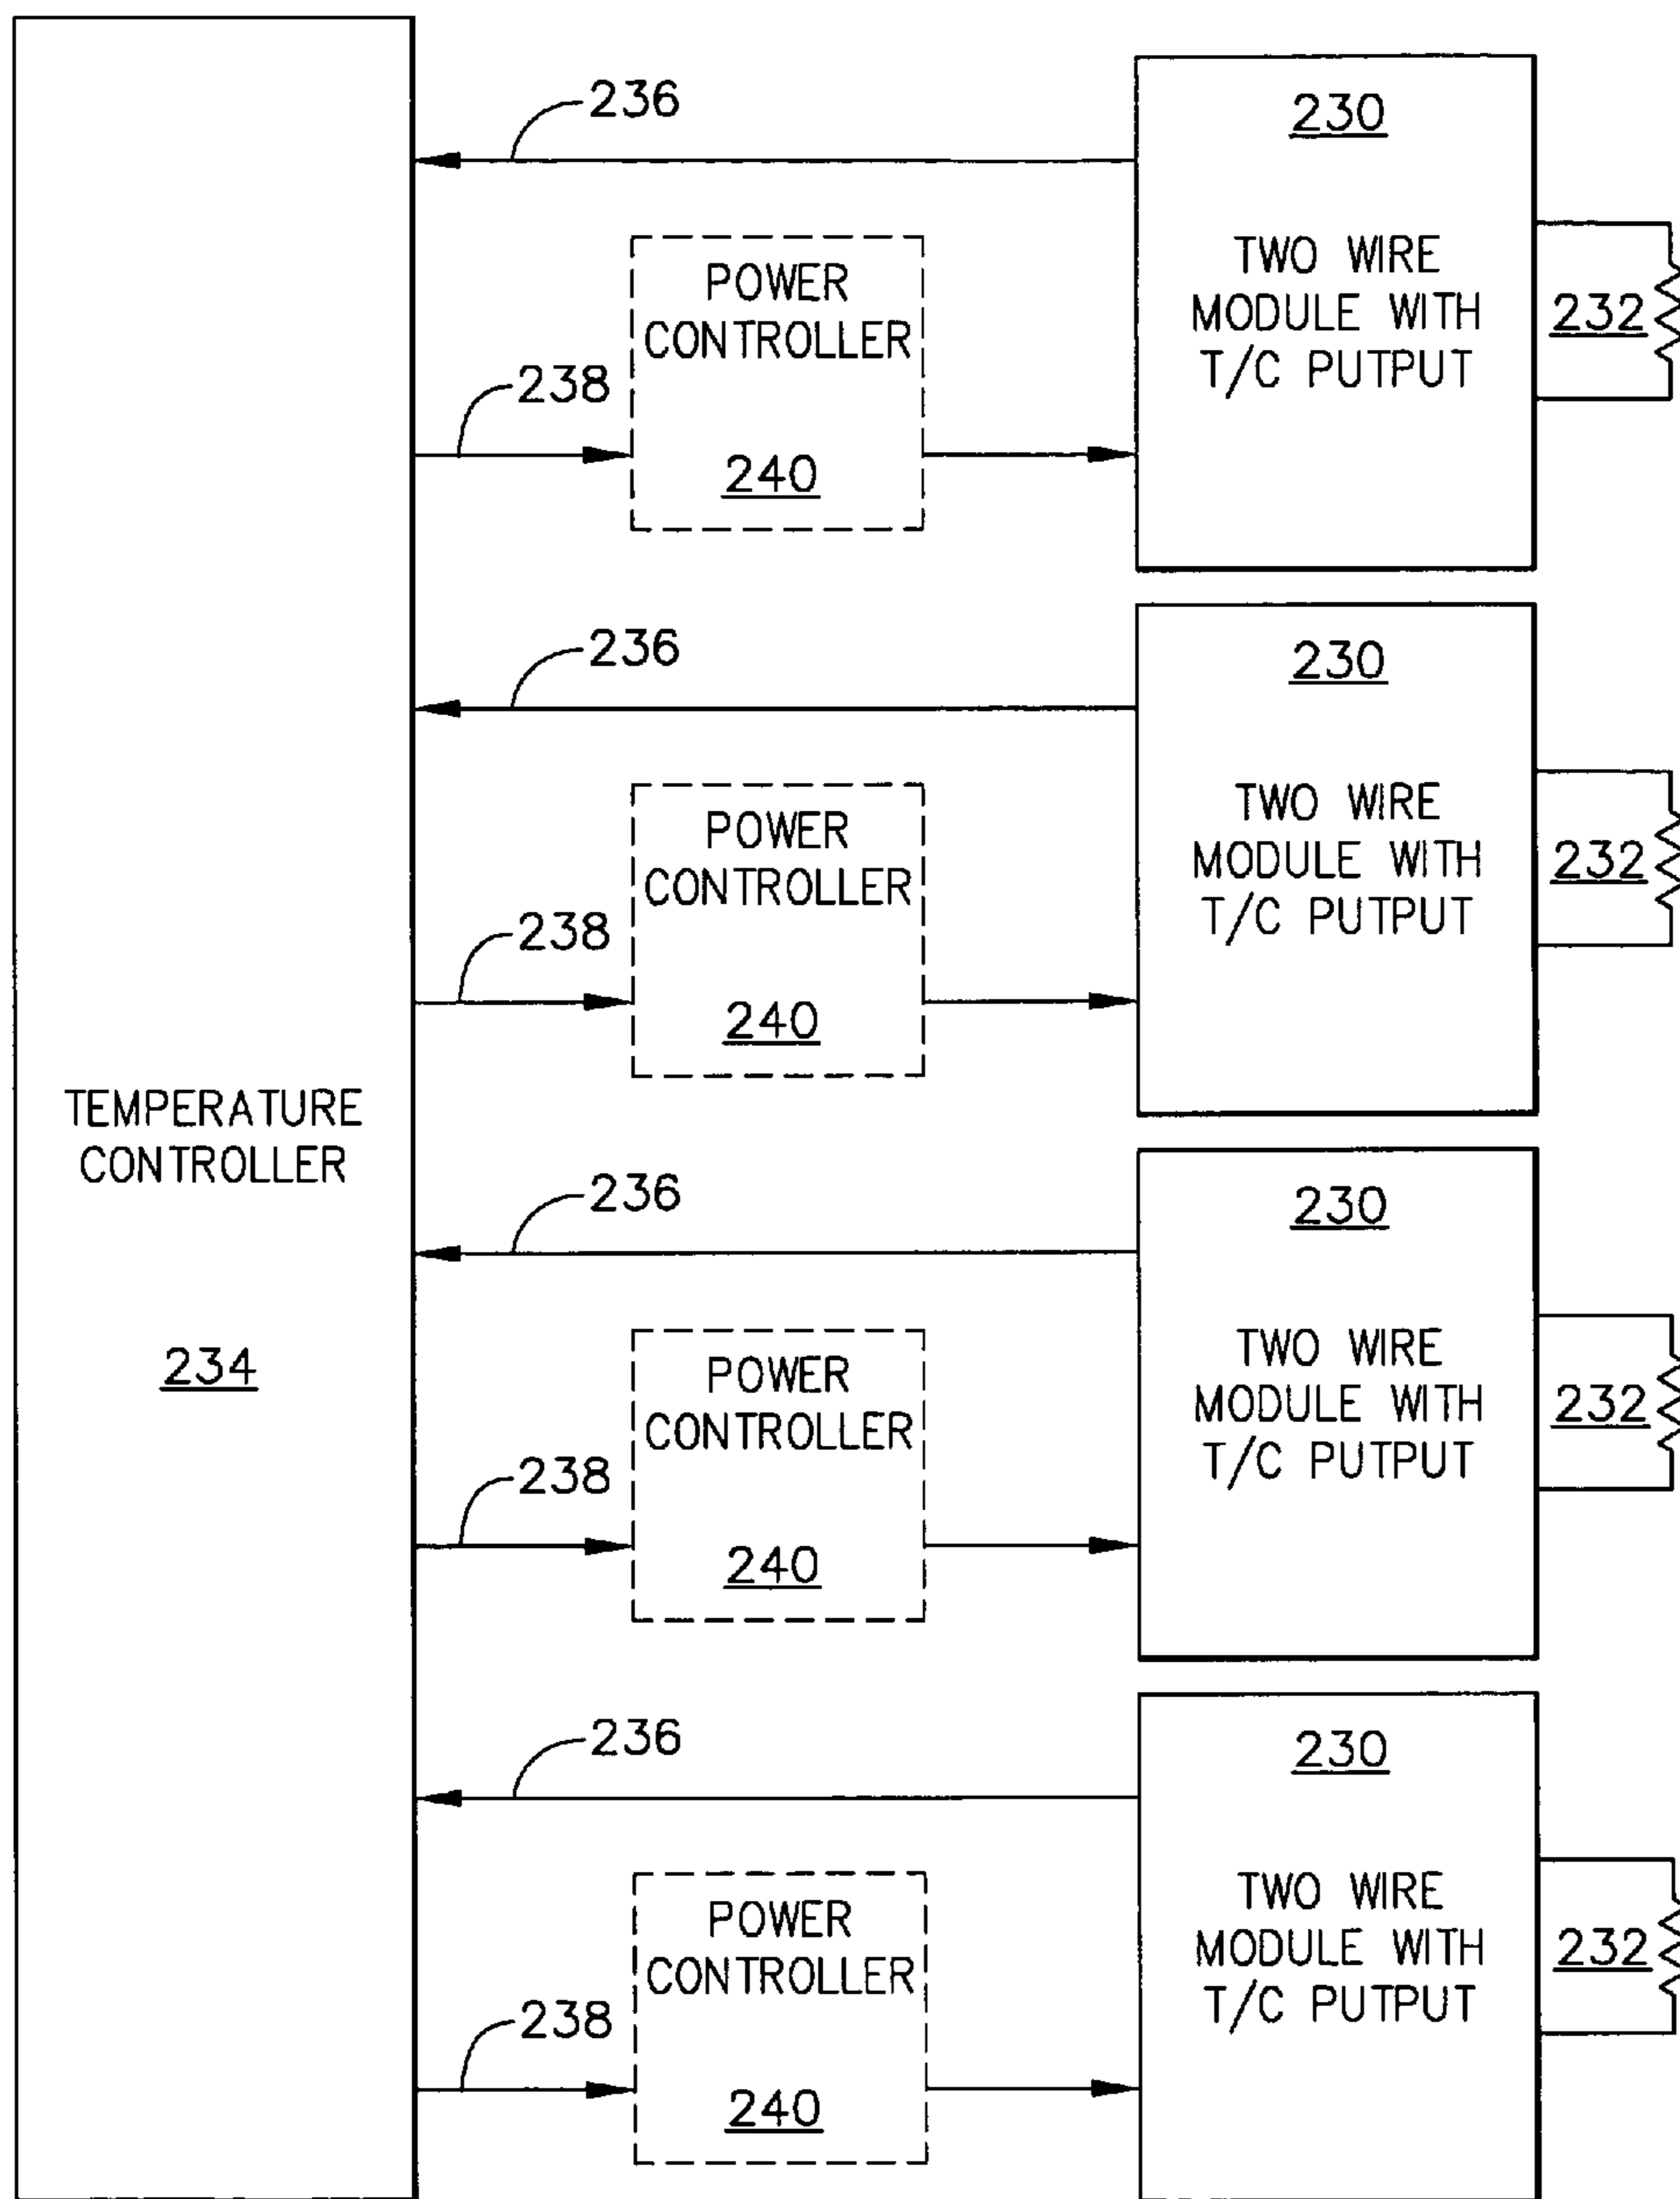 236
230
POWER
CONTROLLER
TWO WIRE
MODULE WITH
T/C PUTPUT
232
238
240
236
230
POWER
CONTROLLER
TWO WIRE
MODULE WITH
T/C PUTPUT
232
238
240
TEMPERATURE
CONTROLLER
234
236
230
POWER
CONTROLLER
TWO WIRE
MODULE WITH
T/C PUTPUT
232
238
240
236
230
POWER
CONTROLLER
TWO WIRE
MODULE WITH
T/C PUTPUT
232
238
240